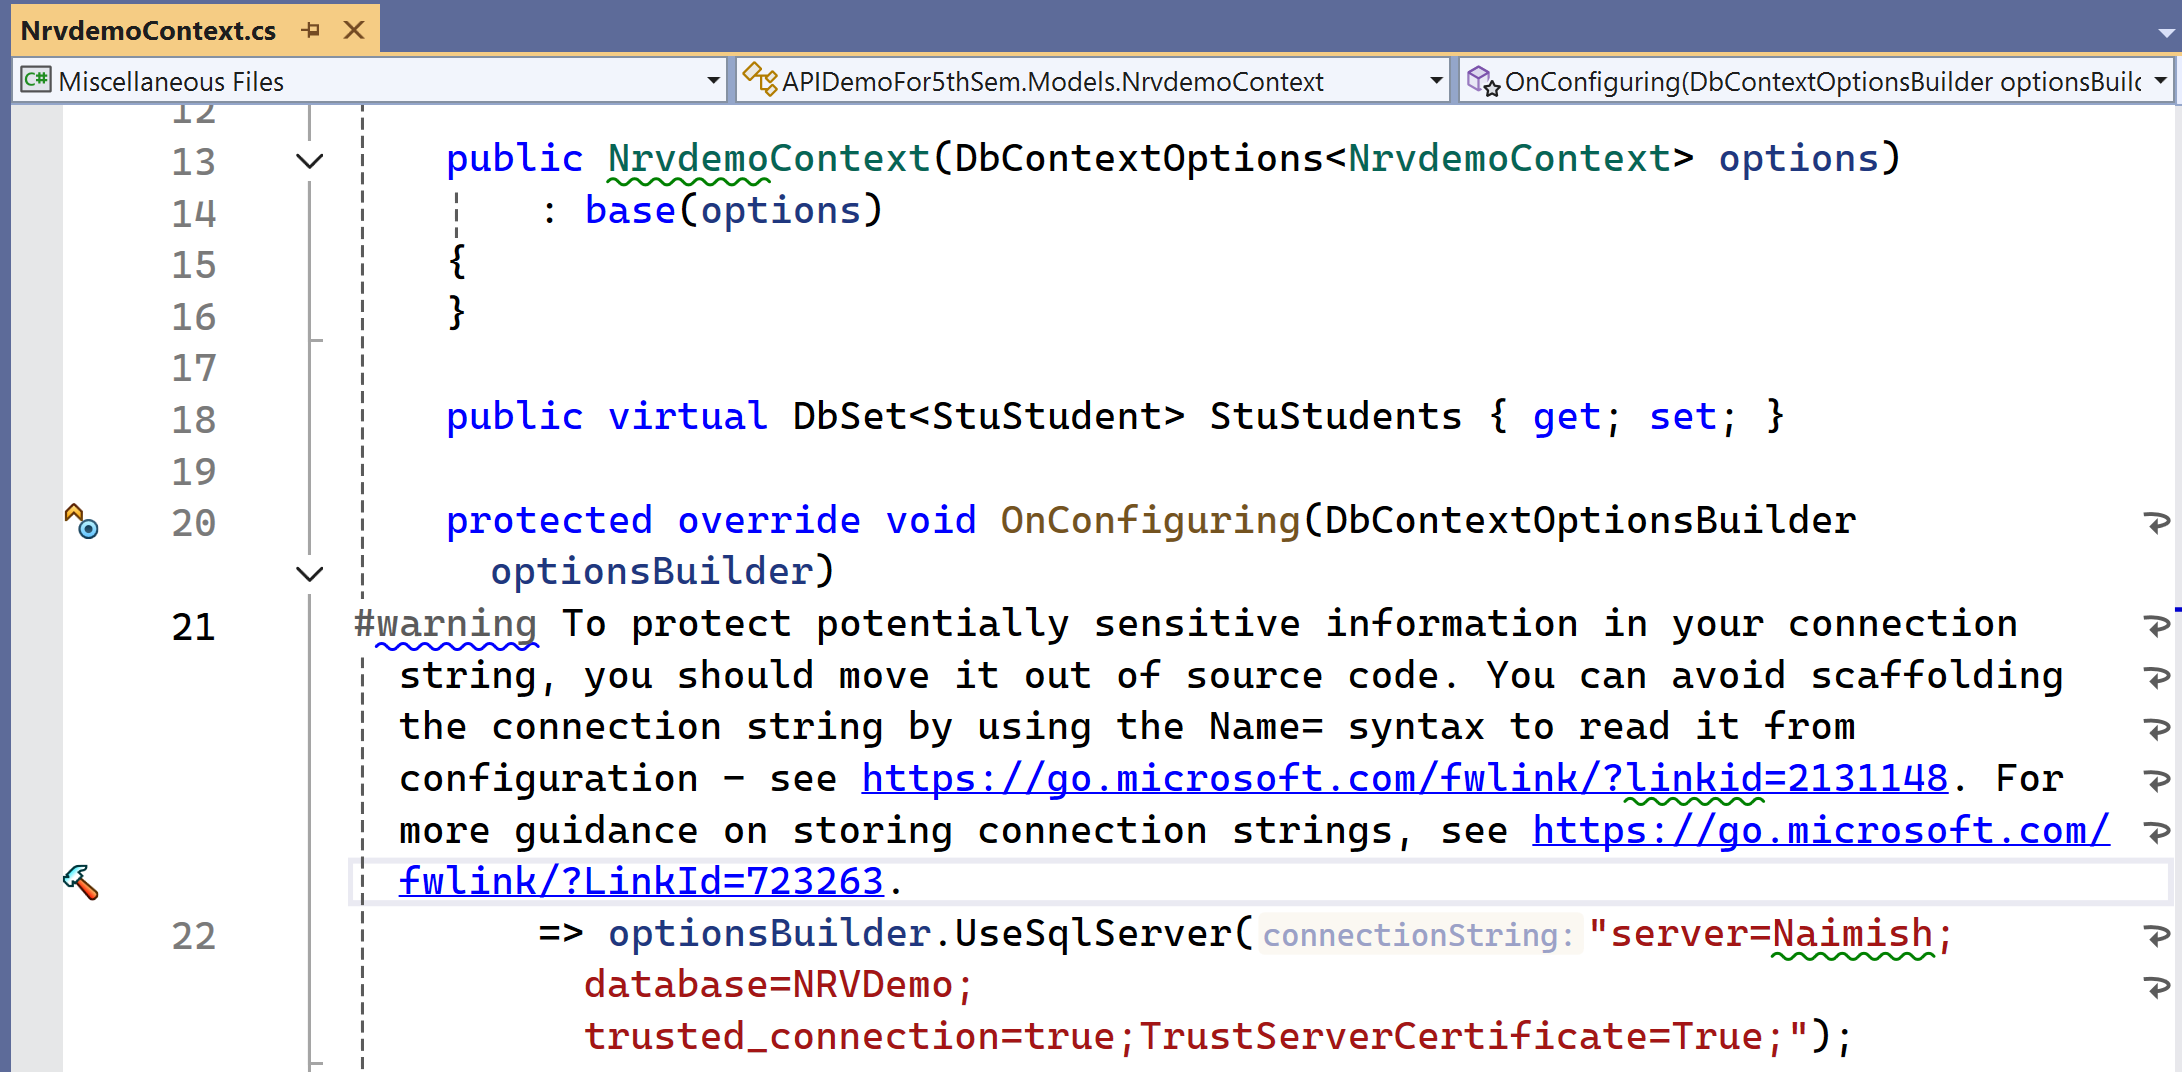 NrvdemoContext.cs
C# Miscellaneous Files
APIDemoFor5thSem.Models.NrvdemoContext
OnConfiguring(DbContextOptionsBuilder optionsBuil
12
13 public NrvdemoContext(DbContextOptions<NrvdemoContext> options)
14 : base(options)
15 {
16 }
17
18 public virtual DbSet<StuStudent> StuStudents { get; set; }
19
20 protected override void OnConfiguring(DbContextOptionsBuilder
optionsBuilder)
21 #warning To protect potentially sensitive information in your connection
string, you should move it out of source code. You can avoid scaffolding
the connection string by using the Name= syntax to read it from
configuration - see https://go.microsoft.com/fwlink/?linkid=2131148. For
more guidance on storing connection strings, see https://go.microsoft.com/
fwlink/?LinkId=723263.
22 => optionsBuilder.UseSqlServer(connectionString: "server=Naimish;
database=NRVDemo;
trusted_connection=true;TrustServerCertificate=True;");